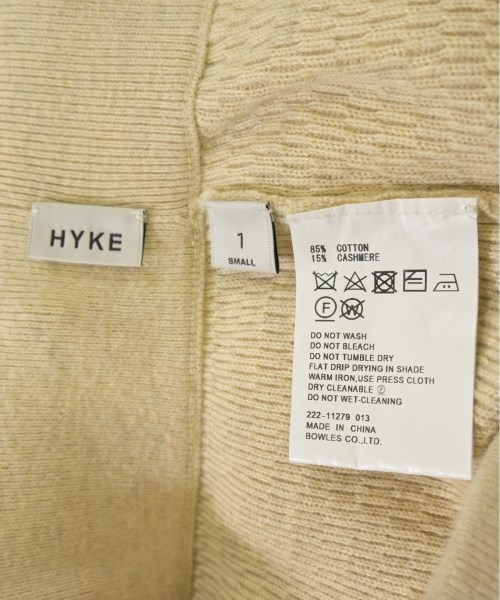 HYKE
1
SMALL
85% COTTON
15% CASHMERE
F W
DO NOT WASH
DO NOT BLEACH
DO NOT TUMBLE DRY
FLAT DRIP DRYING IN SHADE
WARM IRON,USE PRESS CLOTH
DRY CLEANABLE Ⓕ
DO NOT WET-CLEANING
222-11279 013
MADE IN CHINA
BOWLES CO.,LTD.